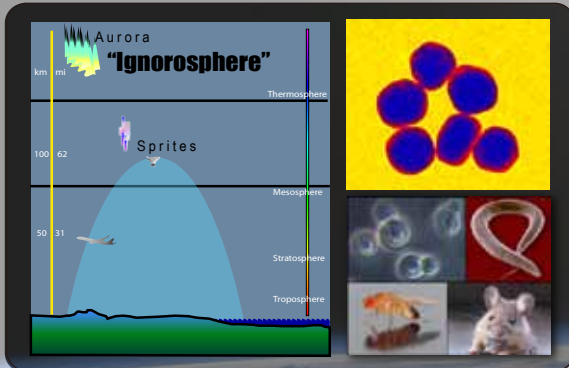 Aurora
"Ignorosphere"
km mi
Thermosphere
Sprites
100 62
Mesosphere
50 31
Stratosphere
Troposphere